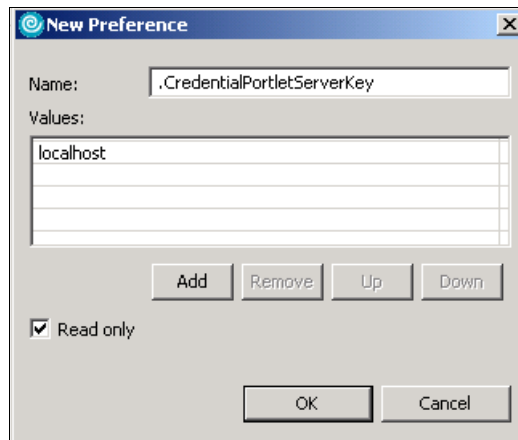 New Preference
Name: .CredentialPortletServerKey
Values:
localhost
Add Remove Up Down
Read only
OK Cancel